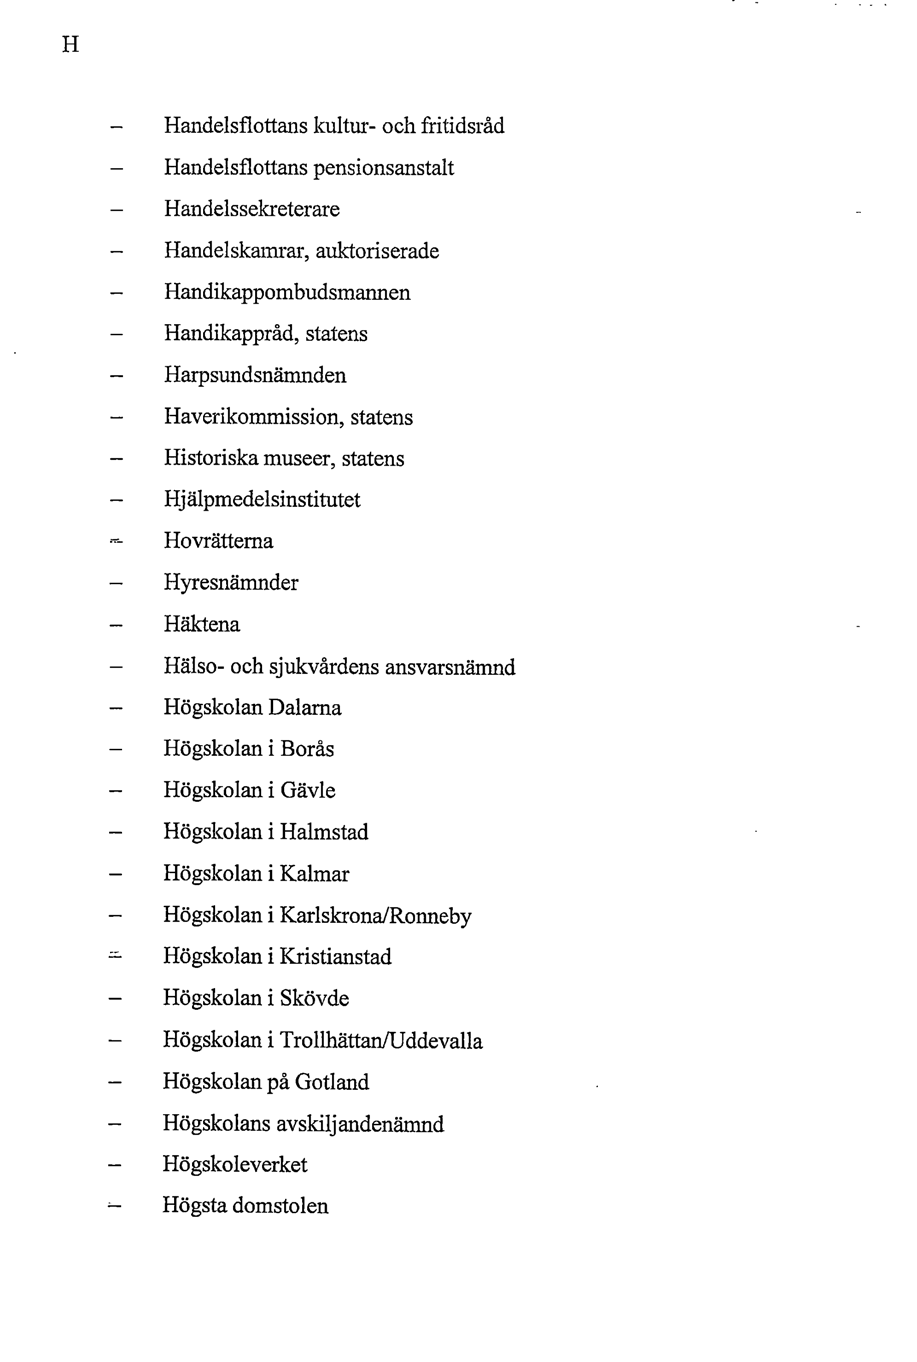 H
– Handelsflottans kultur- och fritidsråd
– Handelsflottans pensionsanstalt
– Handelssekreterare
– Handelskamrar, auktoriserade
– Handikappombudsmannen
– Handikappråd, statens
– Harpsundsnämnden
– Haverikommission, statens
– Historiska museer, statens
– Hjälpmedelsinstitutet
– Hovrätterna
– Hyresnämnder
– Häktena
– Hälso- och sjukvårdens ansvarsnämnd
– Högskolan Dalarna
– Högskolan i Borås
– Högskolan i Gävle
– Högskolan i Halmstad
– Högskolan i Kalmar
– Högskolan i Karlskrona/Ronneby
– Högskolan i Kristianstad
– Högskolan i Skövde
– Högskolan i Trollhättan/Uddevalla
– Högskolan på Gotland
– Högskolans avskiljandenämnd
– Högskoleverket
– Högsta domstolen